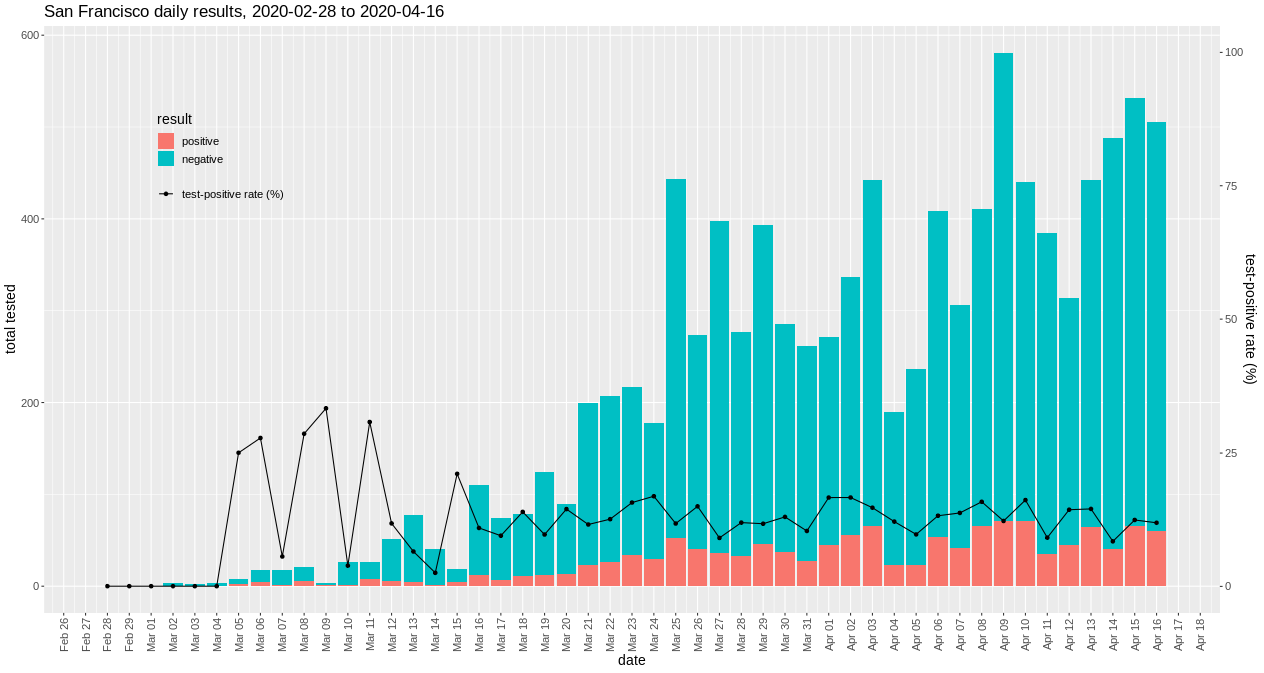 San Francisco daily results, 2020-02-28 to 2020-04-16
600
400
200
0
total tested
result
positive
negative
test-positive rate (%)
100
75
50
25
0
test-positive rate (%)
Feb 26
Feb 27
Feb 28
Feb 29
Mar 01
Mar 02
Mar 03
Mar 04
Mar 05
Mar 06
Mar 07
Mar 08
Mar 09
Mar 10
Mar 11
Mar 12
Mar 13
Mar 14
Mar 15
Mar 16
Mar 17
Mar 18
Mar 19
Mar 20
Mar 21
Mar 22
Mar 23
Mar 24
Mar 25
Mar 26
Mar 27
Mar 28
Mar 29
Mar 30
Mar 31
Apr 01
Apr 02
Apr 03
Apr 04
Apr 05
Apr 06
Apr 07
Apr 08
Apr 09
Apr 10
Apr 11
Apr 12
Apr 13
Apr 14
Apr 15
Apr 16
Apr 17
Apr 18
date